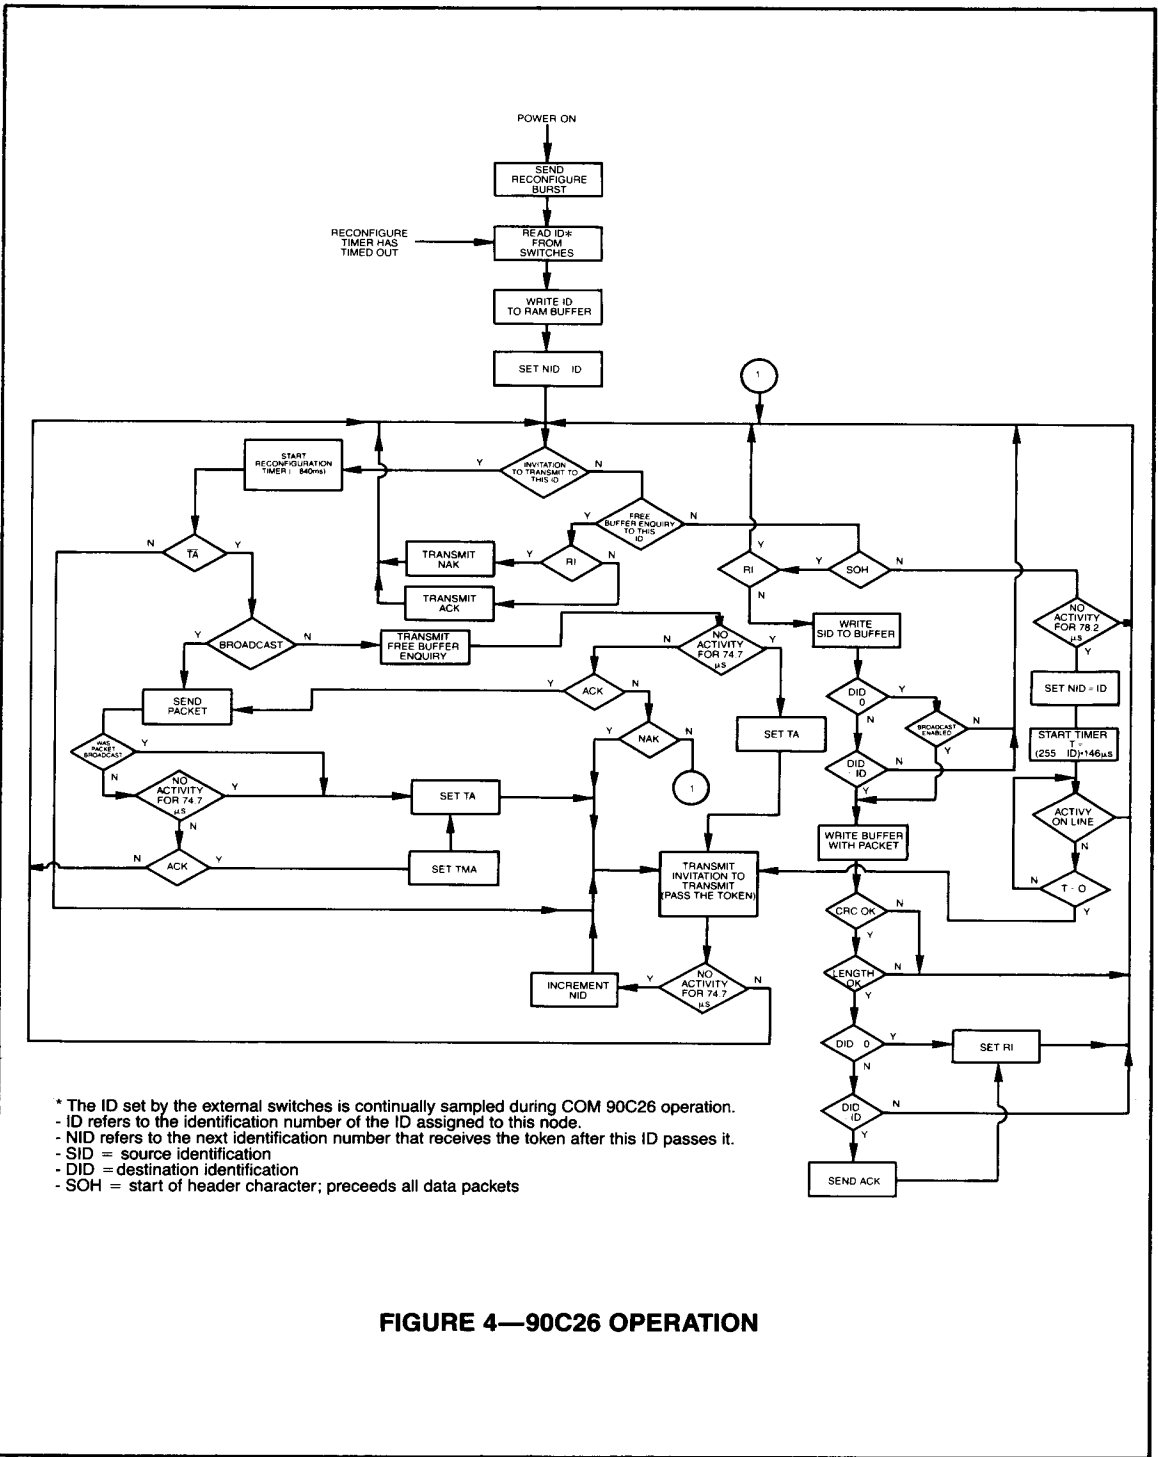 POWER ON
SEND
RECONFIGURE
BURST
RECONFIGURE
TIMER HAS
TIMED OUT
READ ID*
FROM
SWITCHES
WRITE ID
TO RAM BUFFER
SET NID ID
1
START
RECONFIGURATION
TIMER ( 840ms)
Y
INVITATION
TO TRANSMIT TO
THIS ID
N
FREE
BUFFER ENQUIRY
TO THIS
ID
Y
N
N
TA
Y
TRANSMIT
NAK
Y
RI
N
TRANSMIT
ACK
Y
RI
N
Y
SOH
N
NO
ACTIVITY
FOR 78.2
µs
Y
WRITE
SID TO BUFFER
Y
BROADCAST
N
TRANSMIT
FREE BUFFER
ENQUIRY
N
NO
ACTIVITY
FOR 74.7
µs
Y
SEND
PACKET
Y
ACK
N
DID
0
Y
N
BROADCAST
ENABLED
N
Y
SET NID = ID
START TIMER
T =
(255 ID)•146µs
WAS
PACKET
BROADCAST
Y
N
Y
NAK
N
1
SET TA
DID
ID
N
Y
NO
ACTIVITY
FOR 74.7
µs
Y
N
SET TA
ACTIVY
ON LINE
N
WRITE BUFFER
WITH PACKET
N
ACK
Y
SET TMA
TRANSMIT
INVITATION TO
TRANSMIT
(PASS THE TOKEN)
N
T - O
Y
CRC OK
N
Y
INCREMENT
NID
Y
NO
ACTIVITY
FOR 74.7
µs
N
LENGTH
OK
N
Y
DID 0
Y
N
SET RI
DID
-ID
N
Y
SEND ACK
* The ID set by the external switches is continually sampled during COM 90C26 operation.
- ID refers to the identification number of the ID assigned to this node.
- NID refers to the next identification number that receives the token after this ID passes it.
- SID = source identification
- DID = destination identification
- SOH = start of header character; preceeds all data packets
FIGURE 4—90C26 OPERATION